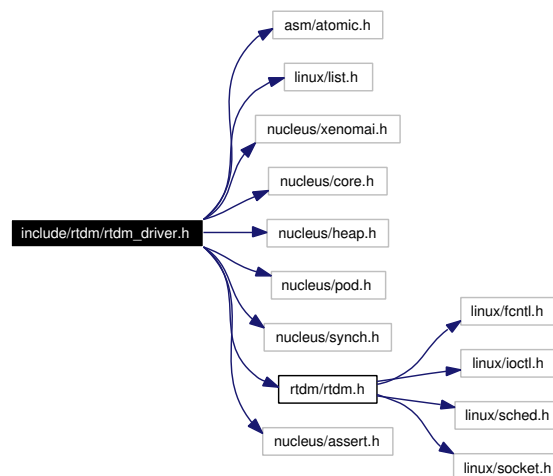 asm/atomic.h
linux/list.h
nucleus/xenomai.h
nucleus/core.h
include/rtdm/rtdm_driver.h
nucleus/heap.h
nucleus/pod.h
nucleus/synch.h
rtdm/rtdm.h
nucleus/assert.h
linux/fcntl.h
linux/ioctl.h
linux/sched.h
linux/socket.h